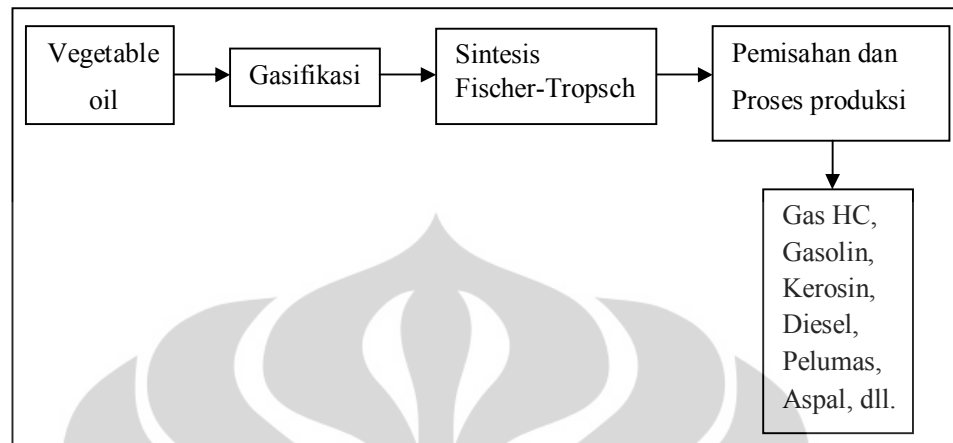 Vegetable
oil
Gasifikasi
Sintesis
Fischer-Tropsch
Pemisahan dan
Proses produksi
Gas HC,
Gasolin,
Kerosin,
Diesel,
Pelumas,
Aspal, dll.